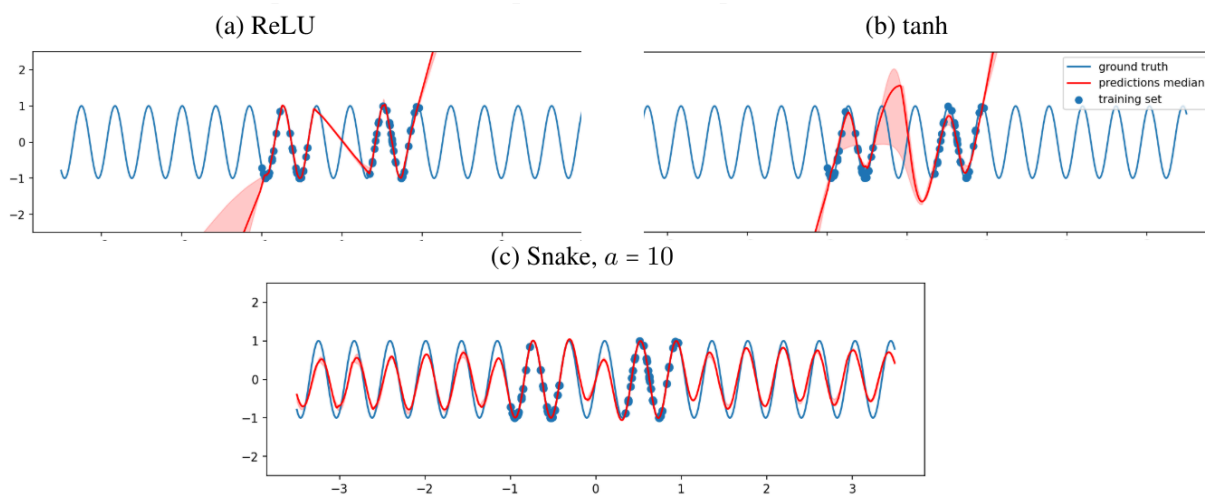 (a) ReLU
(b) tanh
2
1
0
−1
−2
2
1
0
−1
−2
ground truth
predictions median
training set
(c) Snake, a = 10
2
1
0
−1
−2
−3 −2 −1 0 1 2 3